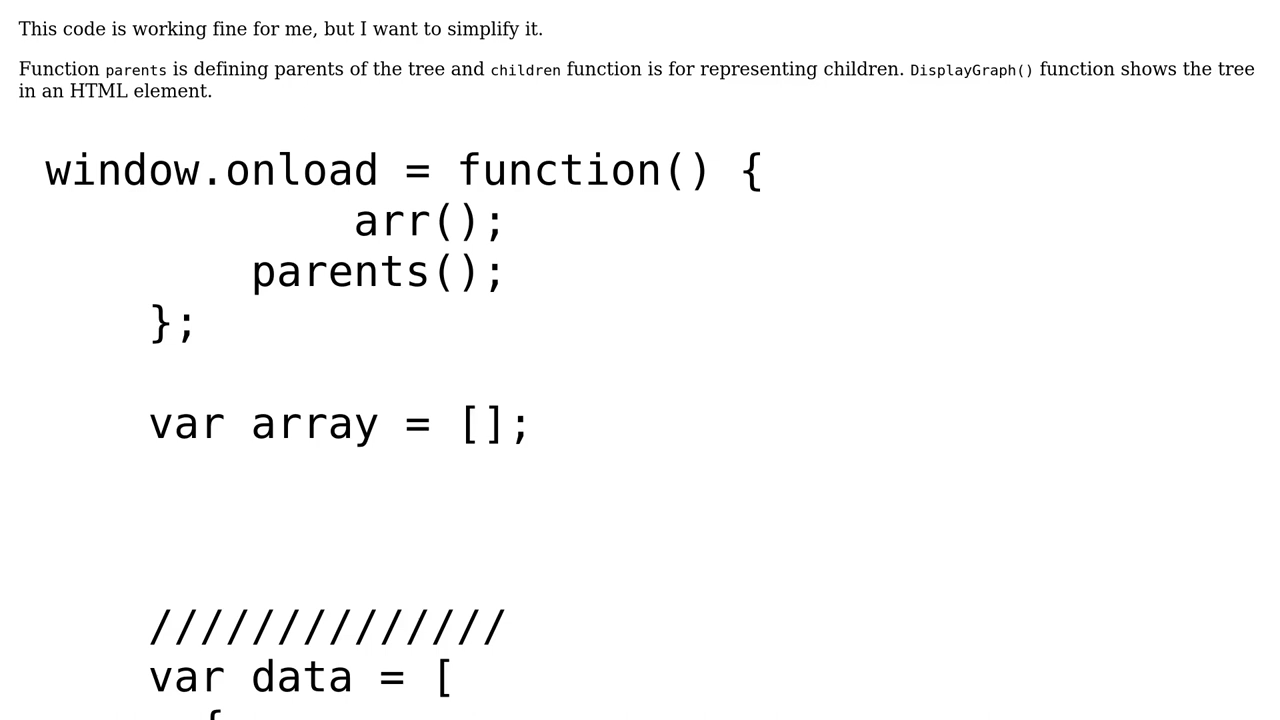 This code is working fine for me, but I want to simplify it.
Function parents is defining parents of the tree and children function is for representing children. DisplayGraph() function shows the tree
in an HTML element.
window.onload = function() {
arr();
parents();
};
var array = [];
//////////////
var data = [
{